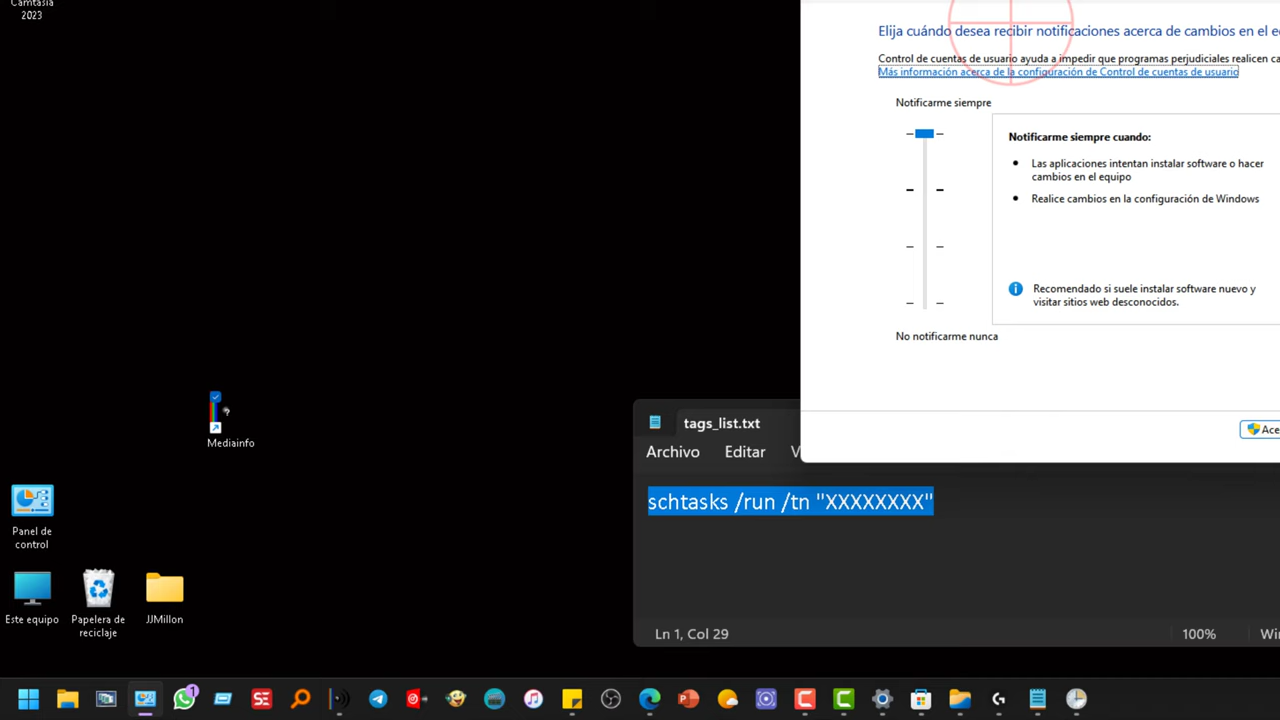 Camtasia
2023
Elija cuándo desea recibir notificaciones acerca de cambios en el
Control de cuentas de usuario ayuda a impedir que programas perjudiciales realicen
Más información acerca de la configuración de Control de cuentas de usuario
Notificarme siempre
Notificarme siempre cuando:
Las aplicaciones intentan instalar software o hacer
cambios en el equipo
Realice cambios en la configuración de Windows
Recomendado si suele instalar software nuevo y
visitar sitios web desconocidos.
No notificarme nunca
Mediainfo
tags_list.txt
Archivo Editar
schtasks /run /tn "XXXXXXXX"
Panel de
control
Este equipo
Papelera de
reciclaje
JJMillon
Ln 1, Col 29
100%
1
SE